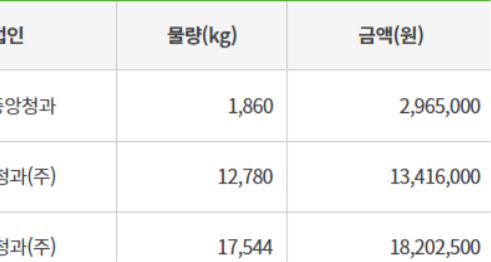 법인 물량(kg) 금액(원)
중앙청과 1,860 2,965,000
청과(주) 12,780 13,416,000
청과(주) 17,544 18,202,500